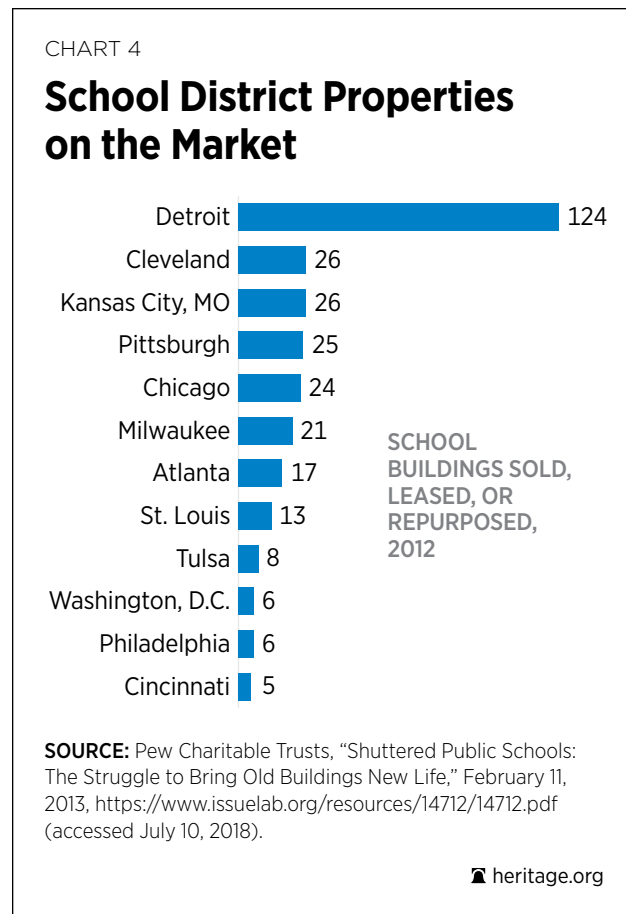 CHART 4
School District Properties
on the Market
Detroit 124
Cleveland 26
Kansas City, MO 26
Pittsburgh 25
Chicago 24
Milwaukee 21
Atlanta 17
St. Louis 13
Tulsa 8
Washington, D.C. 6
Philadelphia 6
Cincinnati 5
SCHOOL
BUILDINGS SOLD,
LEASED, OR
REPURPOSED,
2012
SOURCE: Pew Charitable Trusts, “Shuttered Public Schools:
The Struggle to Bring Old Buildings New Life,” February 11,
2013, https://www.issuelab.org/resources/14712/14712.pdf
(accessed July 10, 2018).
heritage.org